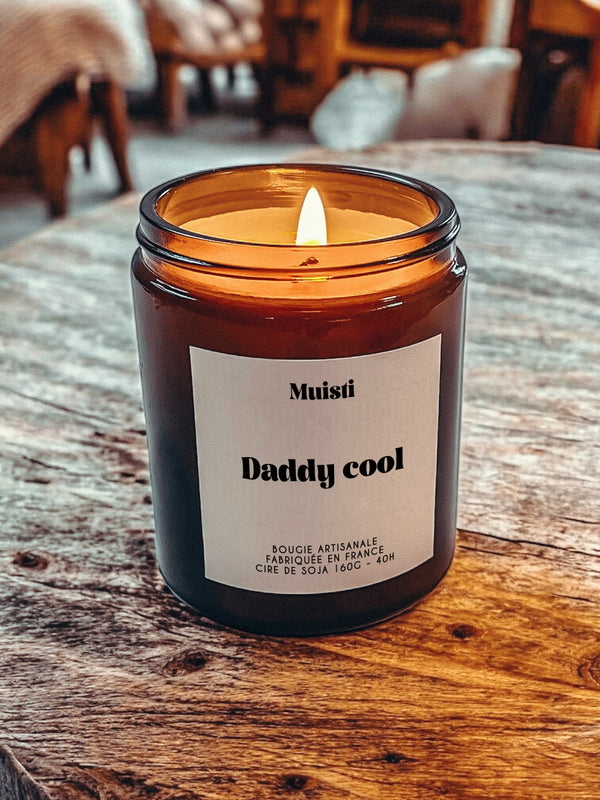 Muisti
Daddy cool
BOUGIE ARTISANALE
FABRIQUÉE EN FRANCE
CIRE DE SOJA 160G - 40H